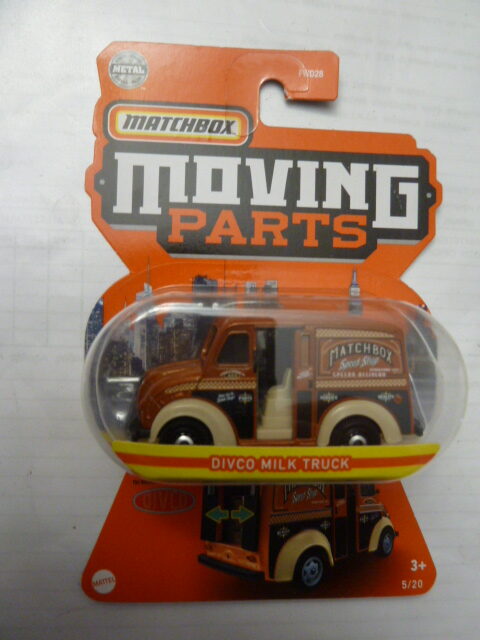 METAL
FWD28
MATCHBOX
MOVING
PARTS
MATCHBOX
Speed Shop
DIVCO MILK TRUCK
DIVCO
MATTEL
3+
5/20